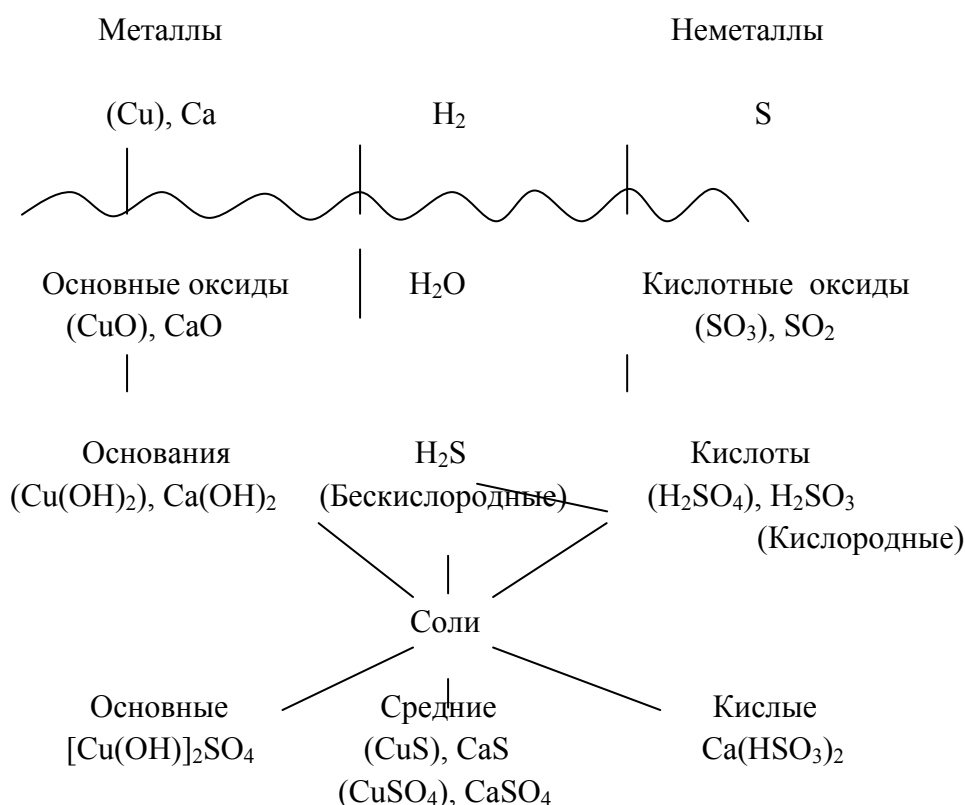 Металлы Неметаллы
(Cu), Ca H₂ S
Основные оксиды H₂O Кислотные оксиды
(CuO), CaO (SO₃), SO₂
Основания H₂S Кислоты
(Cu(OH)₂), Ca(OH)₂ (Бескислородные) (H₂SO₄), H₂SO₃
(Кислородные)
Соли
Основные Средние Кислые
[Cu(OH)]₂SO₄ (CuS), CaS Ca(HSO₃)₂
(CuSO₄), CaSO₄